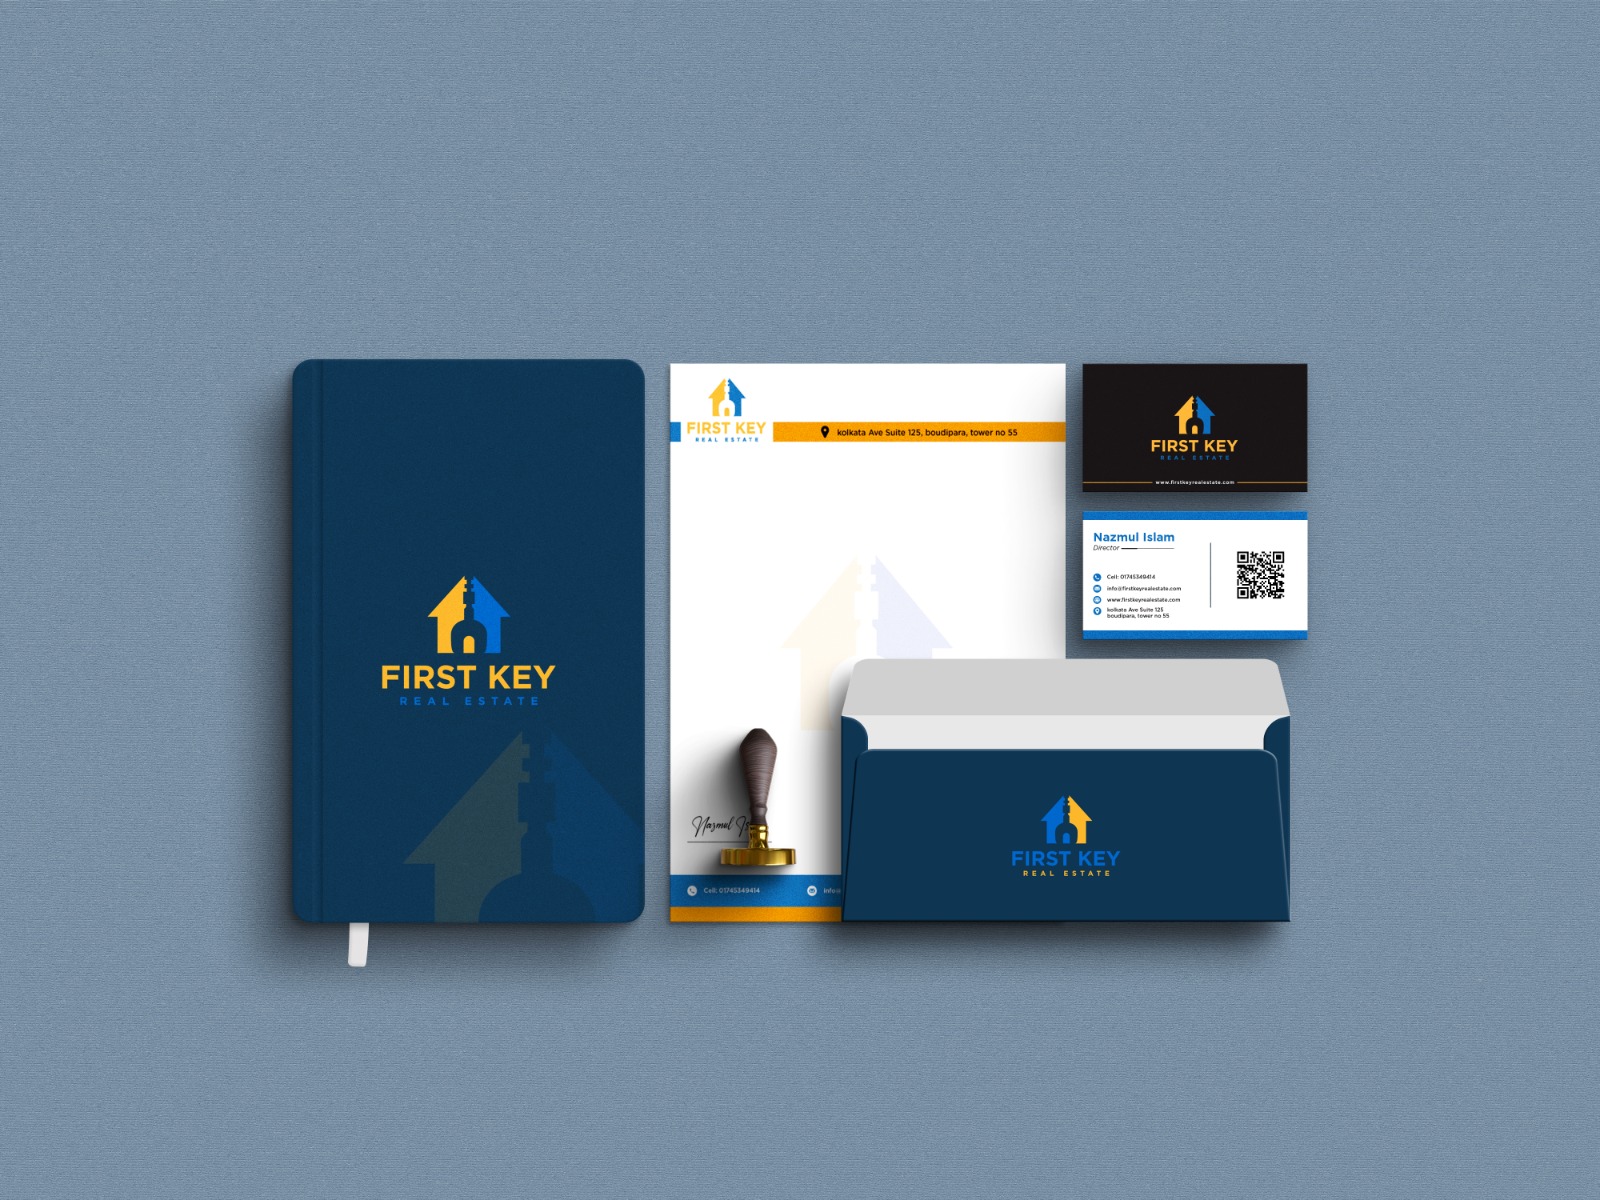 FIRST KEY
REAL ESTATE
FIRST KEY
REAL ESTATE
kolkata Ave Suite 125, boudipara, tower no 55
Nazmul Is
Cell: 01745349414
info@
FIRST KEY
REAL ESTATE
www.firstkeyrealestate.com
Nazmul Islam
Director
Cell: 01745349414
info@firstkeyrealestate.com
www.firstkeyrealestate.com
kolkata Ave Suite 125
boudipara, tower no 55
FIRST KEY
REAL ESTATE